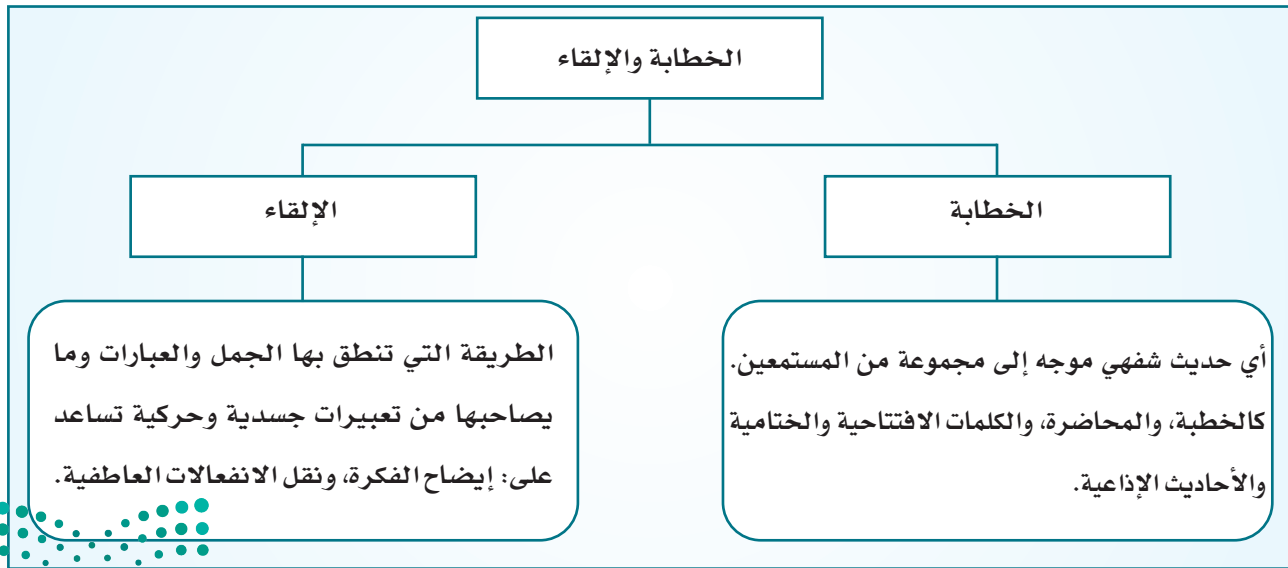 الخطابة والإلقاء
الخطابة
أي حديث شفهي موجه إلى مجموعة من المستمعين.
كالخطبة، والمحاضرة، والكلمات الافتتاحية والختامية
والأحاديث الإذاعية.
الإلقاء
الطريقة التي تنطق بها الجمل والعبارات وما
يصاحبها من تعبيرات جسدية وحركية تساعد
على: إيضاح الفكرة، ونقل الانفعالات العاطفية.